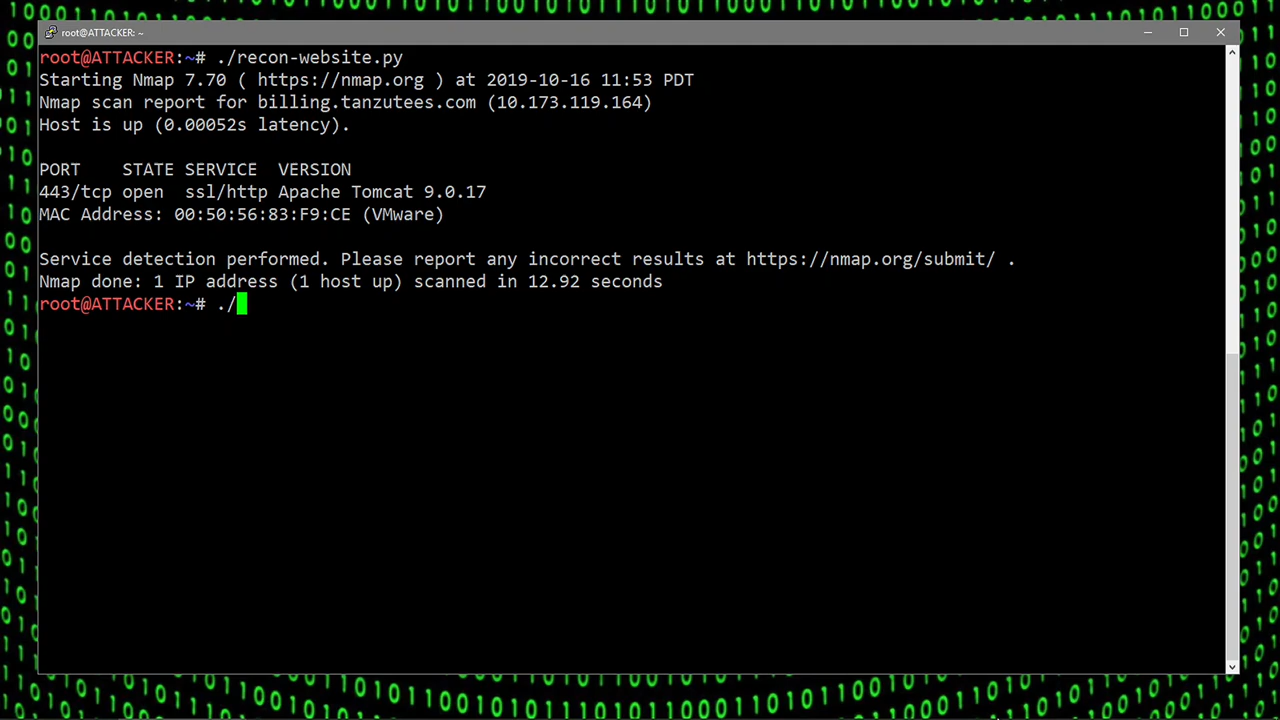 root@ATTACKER: ~
root@ATTACKER:~# ./recon-website.py
Starting Nmap 7.70 ( https://nmap.org ) at 2019-10-16 11:53 PDT
Nmap scan report for billing.tanzutees.com (10.173.119.164)
Host is up (0.00052s latency).
PORT    STATE SERVICE  VERSION
443/tcp open  ssl/http Apache Tomcat 9.0.17
MAC Address: 00:50:56:83:F9:CE (VMware)
Service detection performed. Please report any incorrect results at https://nmap.org/submit/ .
Nmap done: 1 IP address (1 host up) scanned in 12.92 seconds
root@ATTACKER:~# ./